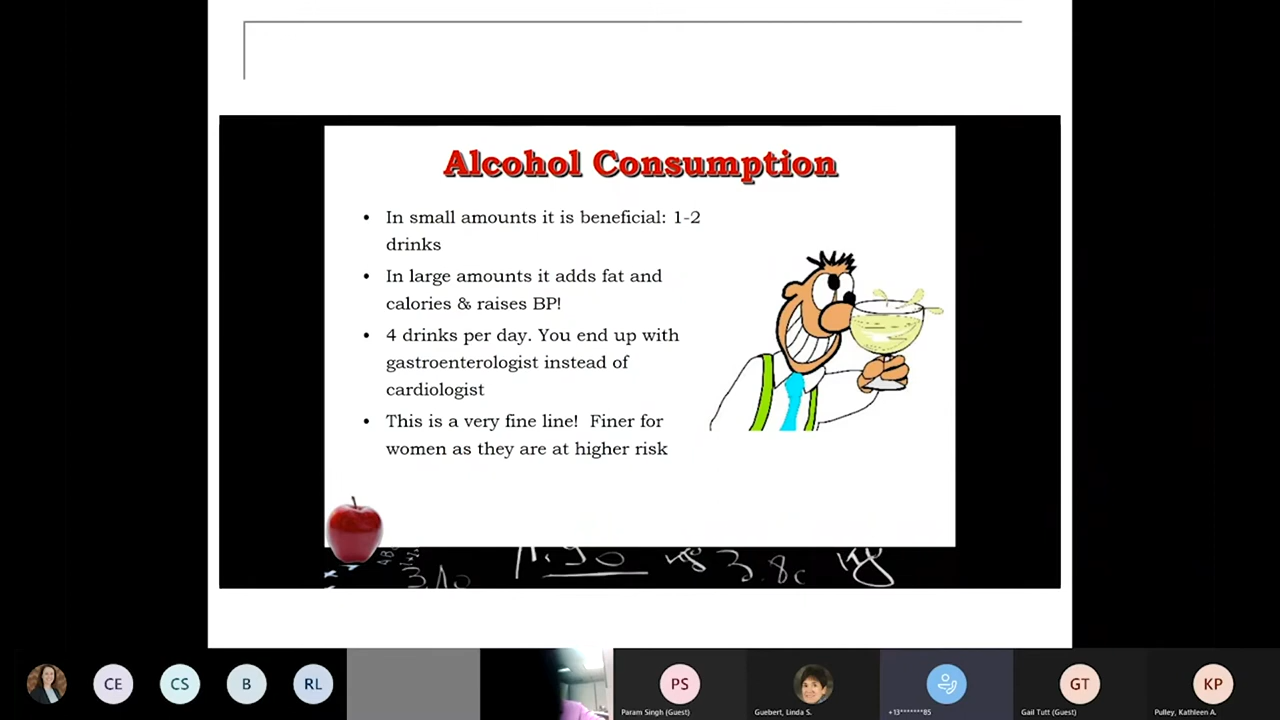 Alcohol Consumption
• In small amounts it is beneficial: 1-2
drinks
• In large amounts it adds fat and
calories & raises BP!
• 4 drinks per day. You end up with
gastroenterologist instead of
cardiologist
• This is a very fine line!  Finer for
women as they are at higher risk
3.80
CE
CS
B
RL
PS
GT
KP
Param Singh (Guest)
Guebert, Linda S.
+13*******85
Gail Tutt (Guest)
Pulley, Kathleen A.